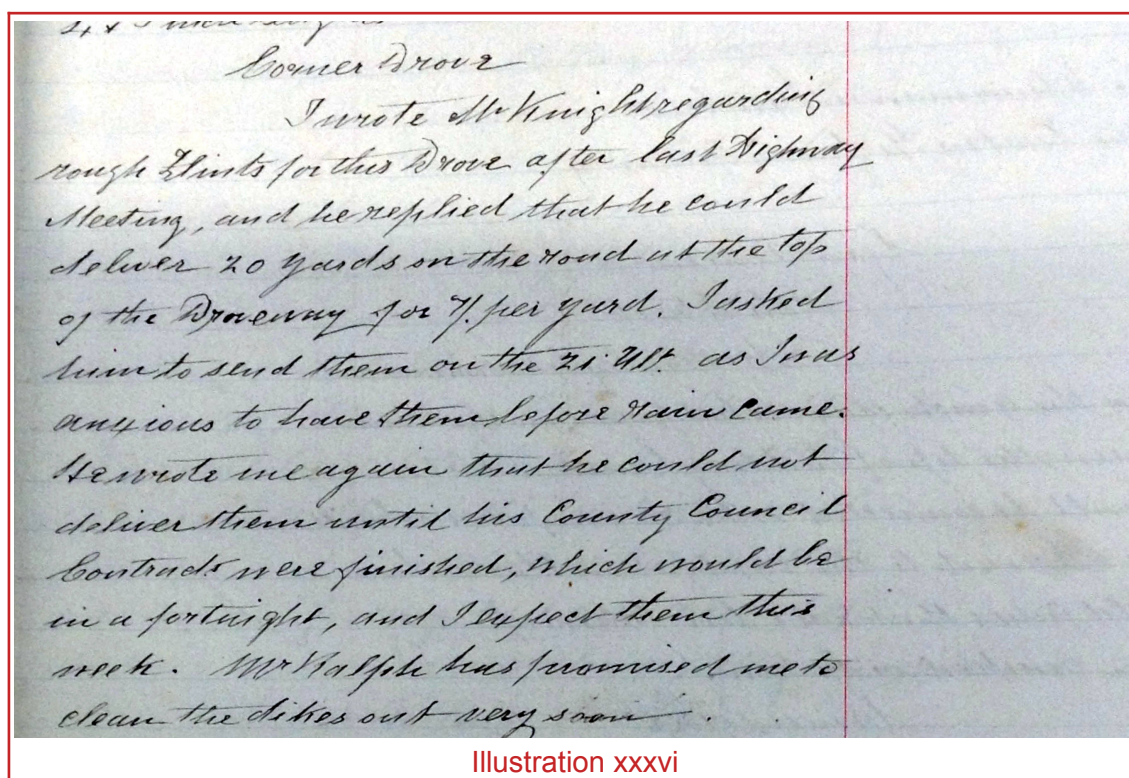 Corner Drove
I wrote Mr Knight regarding
rough Flints for this Drove after last Highway
Meeting, and he replied that he could
deliver 20 yards on the road at the top
of the Droveway for 7/. per yard. I asked
him to send them on the 21. Ult. as I was
anxious to have them before rain came.
He wrote me again that he could not
deliver them until his County Council
Contracts were finished, which would be
in a fortnight, and I expect them this
week. Mr Ralph has promised me to
clean the dikes out very soon.
Illustration xxxvi